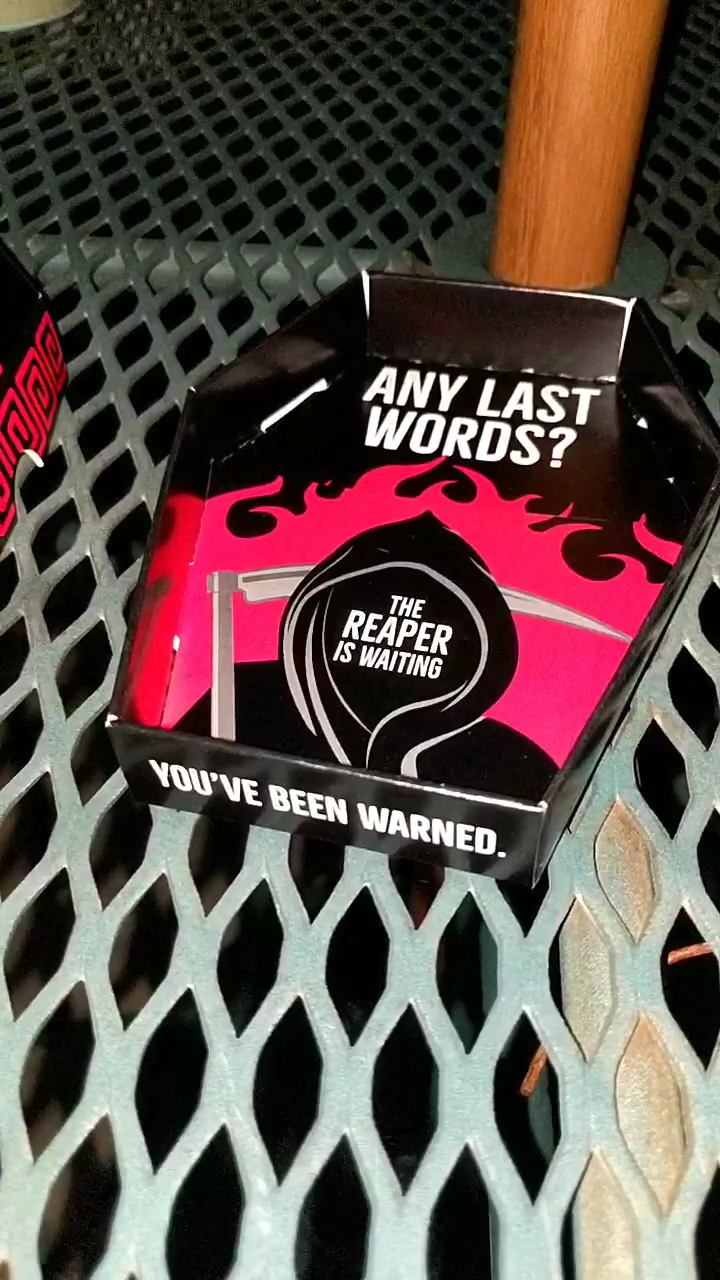 ANY LAST
WORDS?
THE
REAPER
IS WAITING
YOU'VE BEEN WARNED.